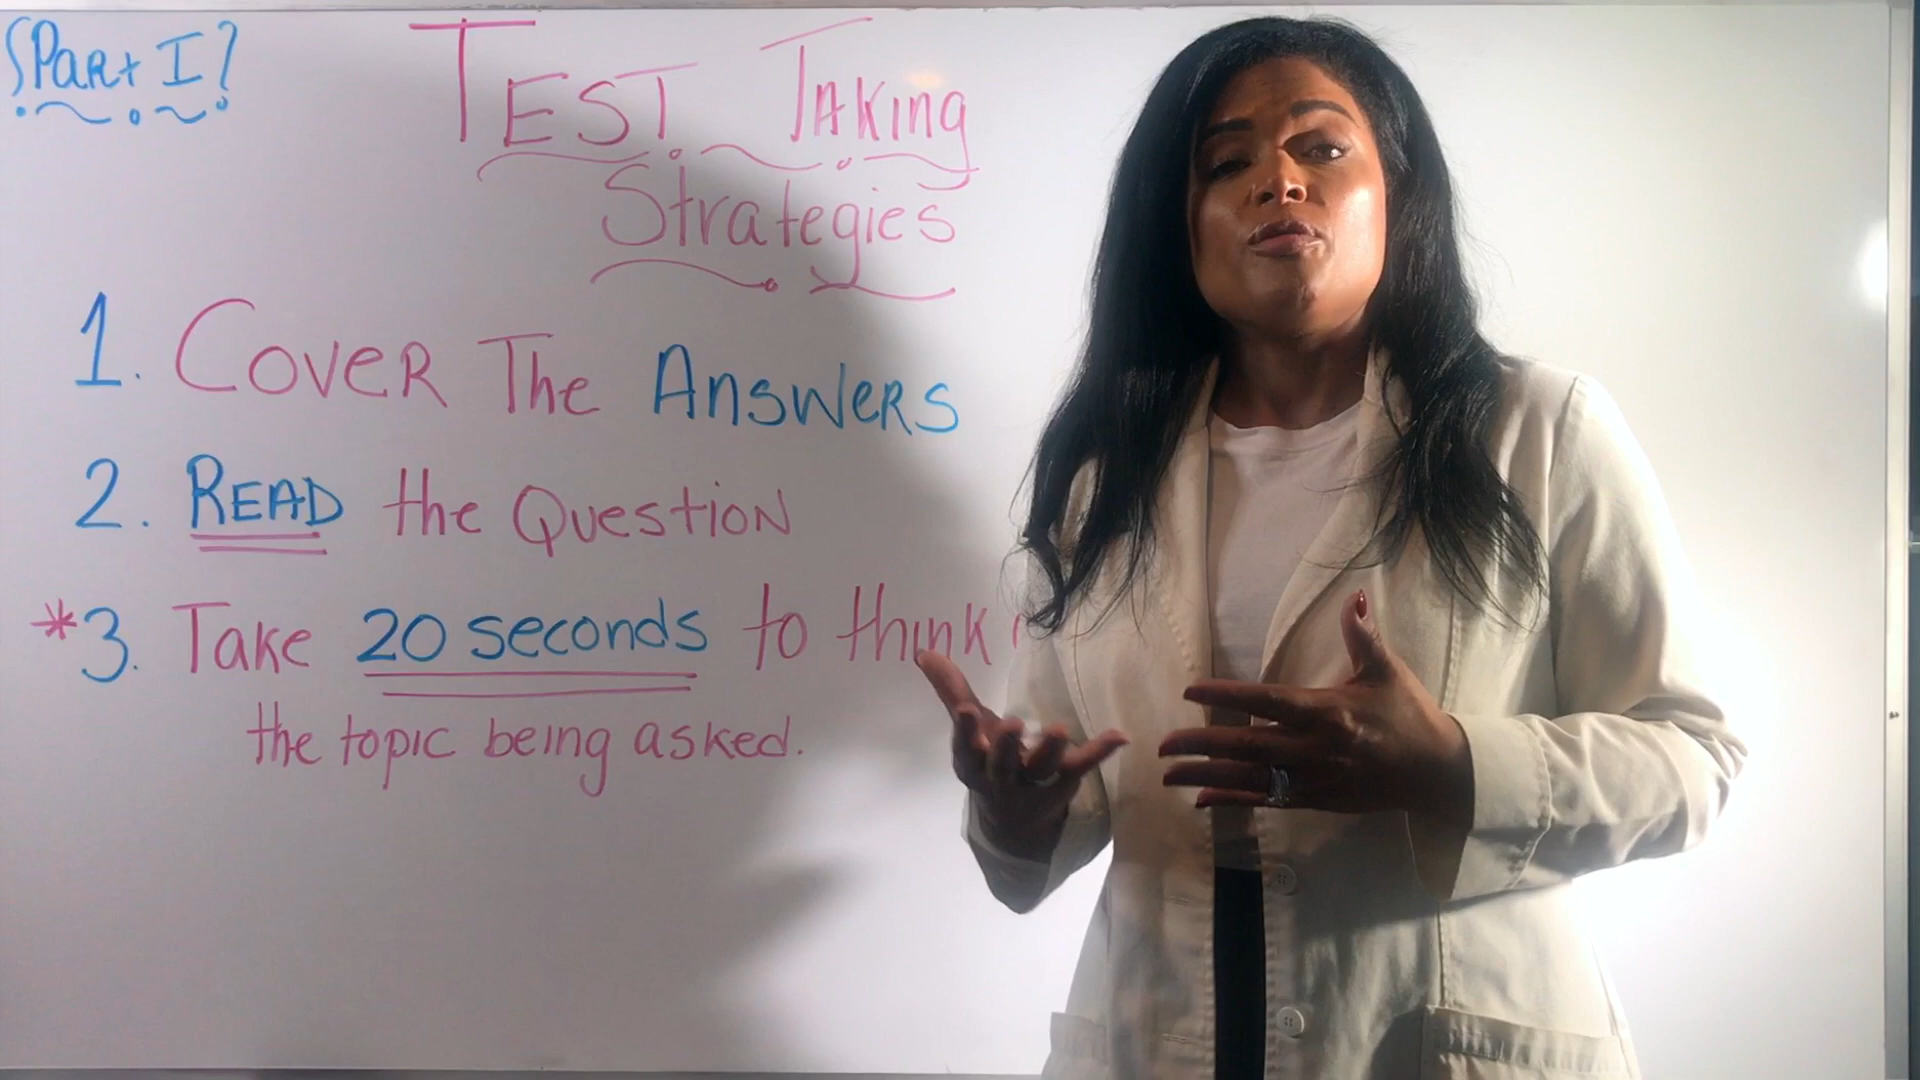 Part I
TEST TAKing
Strategies
1. COVER The ANSWERS
2. READ the QUESTION
*3. Take 20 seconds to think
the topic being asked.